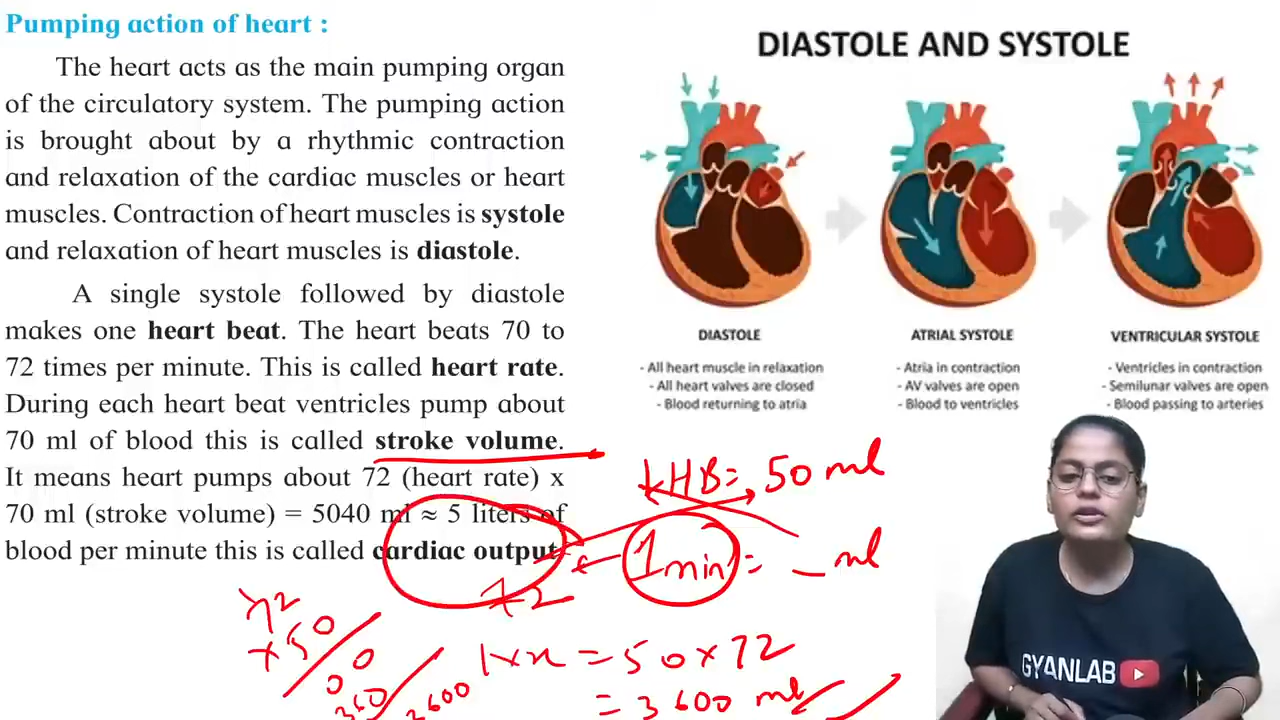 Pumping action of heart :
The heart acts as the main pumping organ
of the circulatory system. The pumping action
is brought about by a rhythmic contraction
and relaxation of the cardiac muscles or heart
muscles. Contraction of heart muscles is systole
and relaxation of heart muscles is diastole.
A single systole followed by diastole
makes one heart beat. The heart beats 70 to
72 times per minute. This is called heart rate.
During each heart beat ventricles pump about
70 ml of blood this is called stroke volume.
It means heart pumps about 72 (heart rate) x
70 ml (stroke volume) = 5040 ml ≈ 5 liters of
blood per minute this is called cardiac output.
DIASTOLE AND SYSTOLE
DIASTOLE
- All heart muscle in relaxation
- All heart valves are closed
- Blood returning to atria
ATRIAL SYSTOLE
- Atria in contraction
- AV valves are open
- Blood to ventricles
VENTRICULAR SYSTOLE
- Ventricles in contraction
- Semilunar valves are open
- Blood passing to arteries
1HB = 50 ml
1 min = _ ml
72
1×x = 50×72
= 3600 ml
72
×50
00
360
3600
GYANLAB